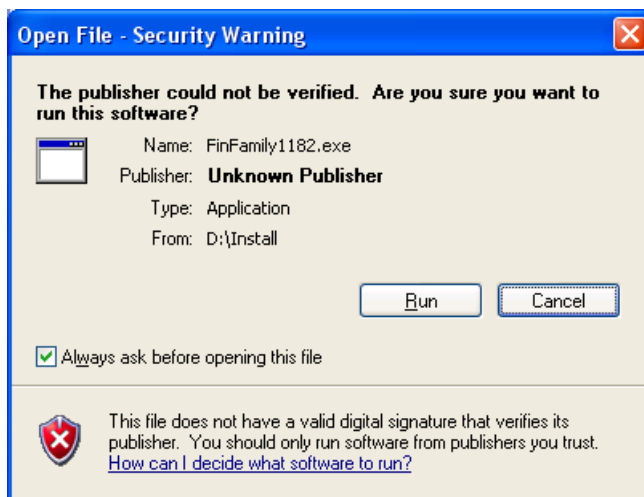 Open File - Security Warning
The publisher could not be verified.  Are you sure you want to
run this software?
Name: FinFamily1182.exe
Publisher: Unknown Publisher
Type: Application
From: D:\Install
Run Cancel
Always ask before opening this file
This file does not have a valid digital signature that verifies its
publisher.  You should only run software from publishers you trust.
How can I decide what software to run?